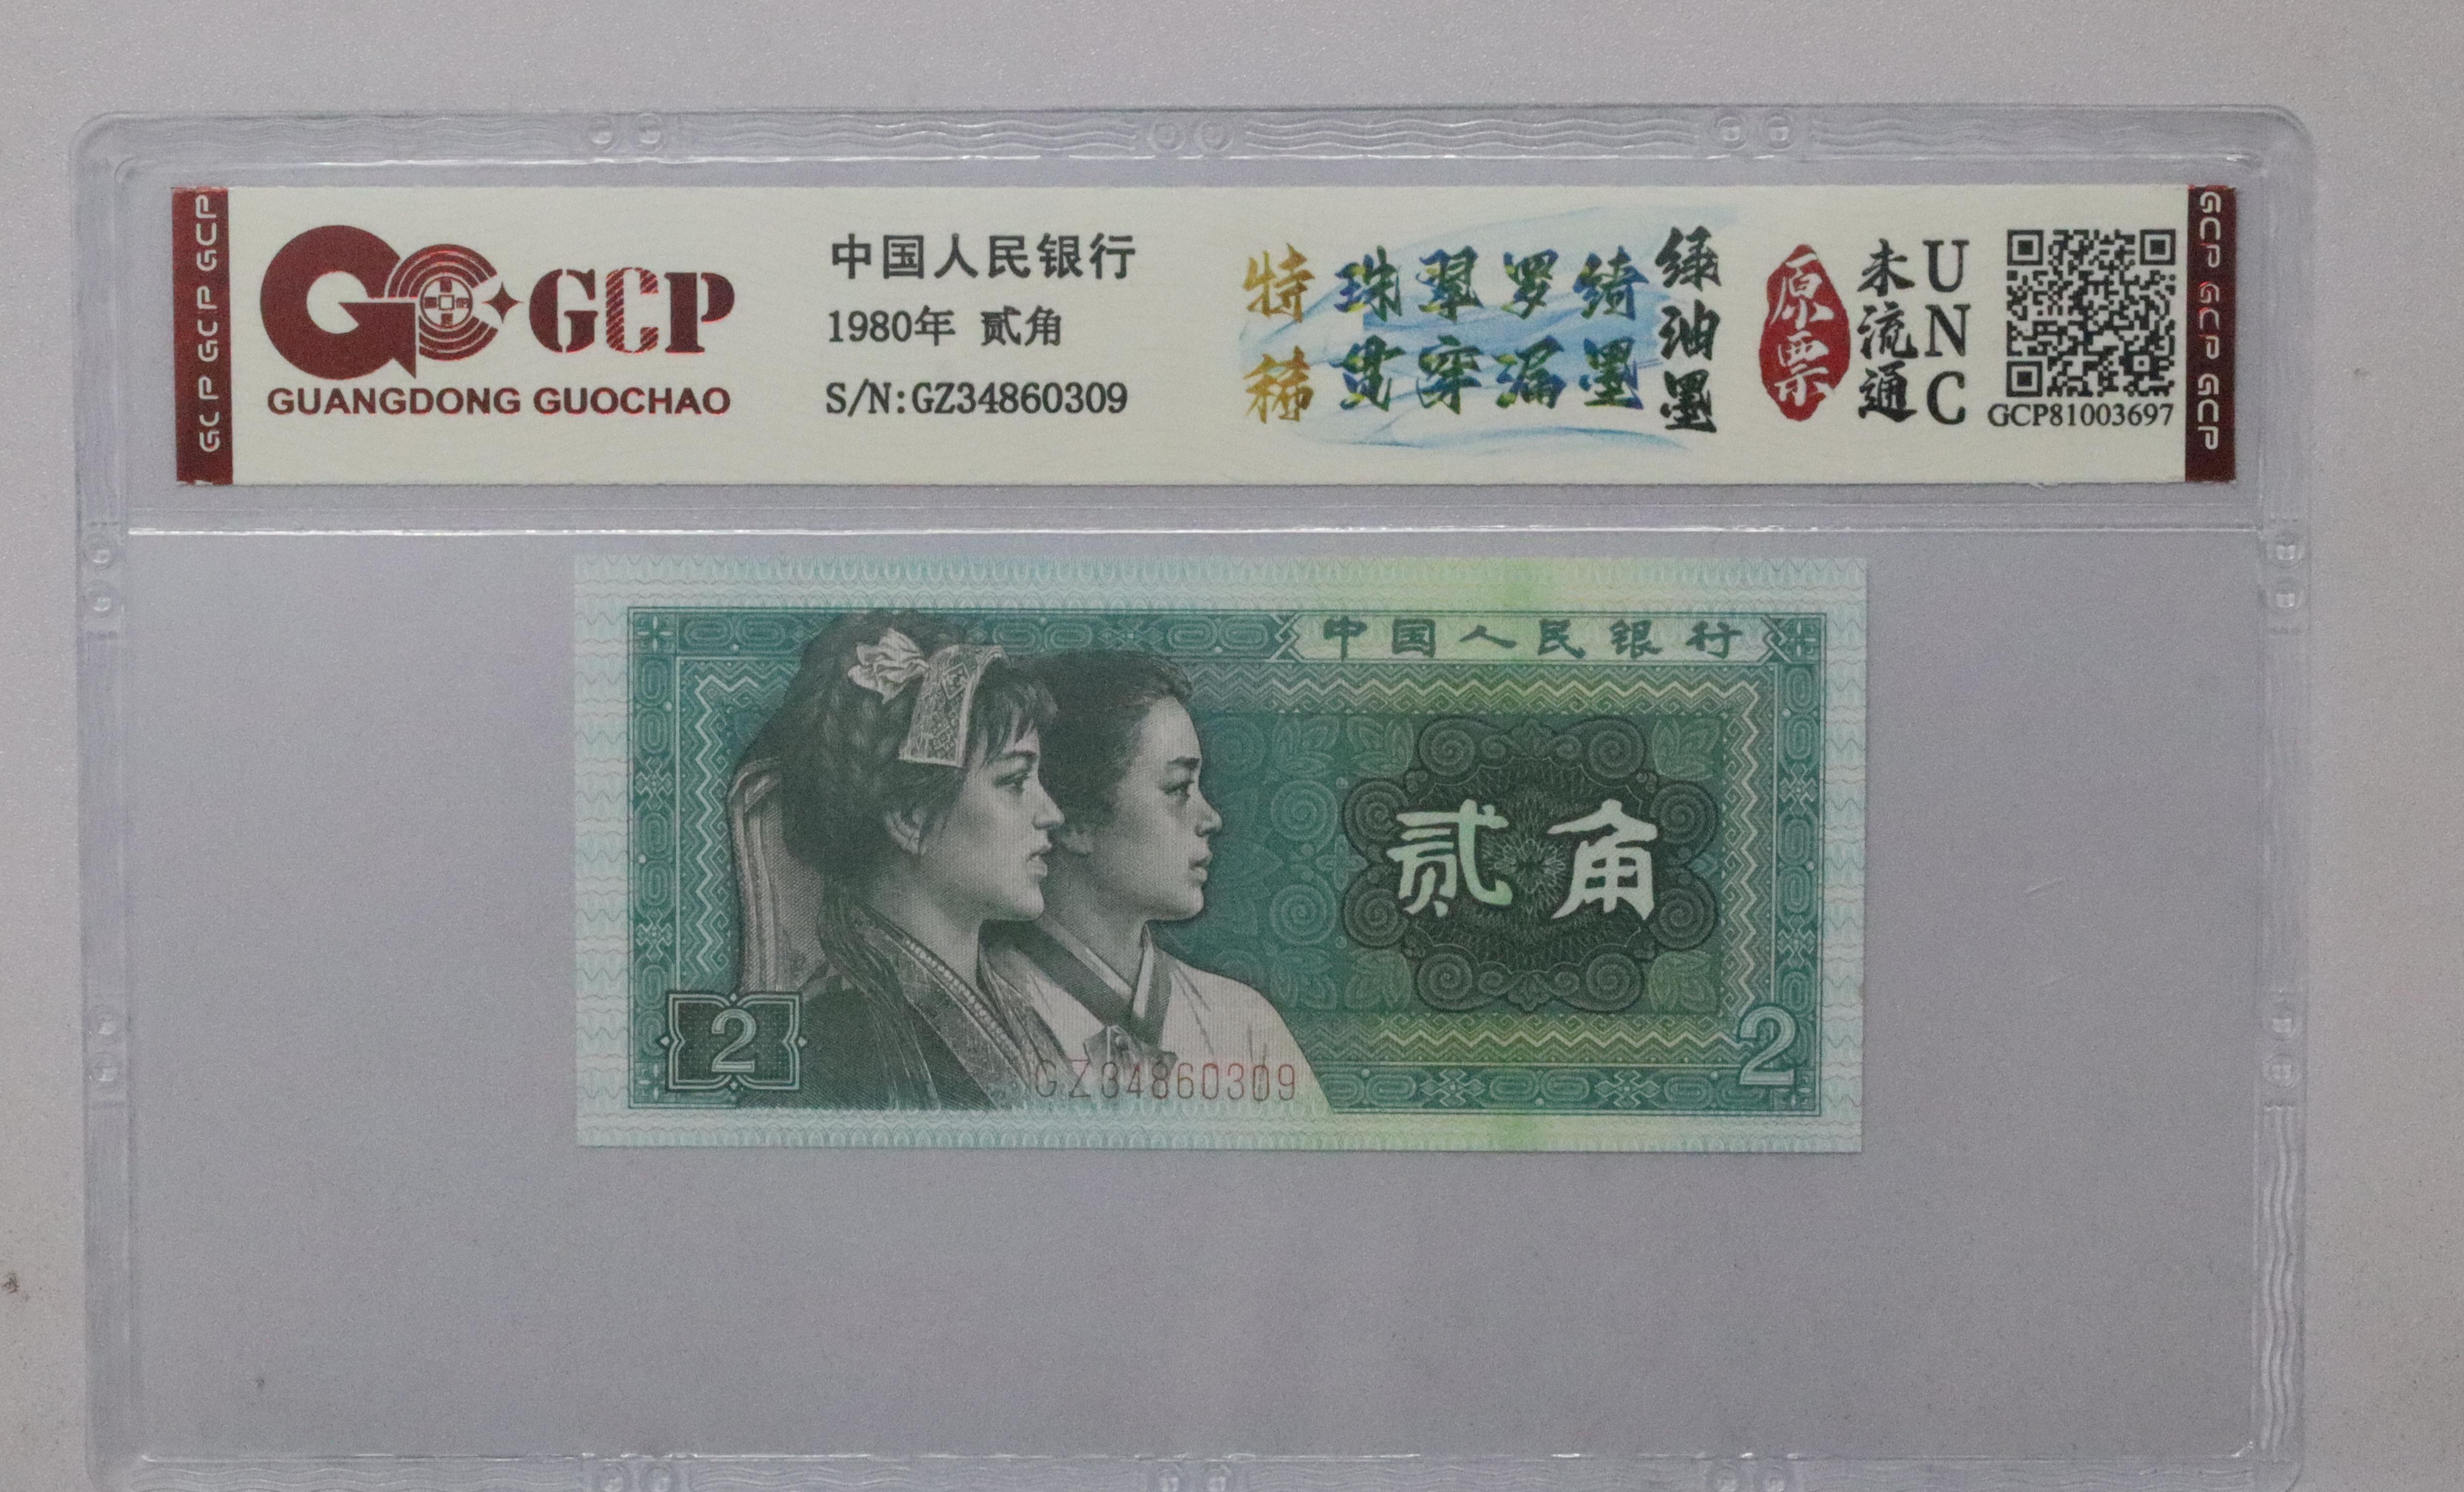 GCP GCP GCP
GCP
GUANGDONG GUOCHAO
中国人民银行
1980年 贰角
S/N:GZ34860309
特稀
珠翠罗绮
贯穿漏墨
绿油墨
原票
未流通
UNC
GCP81003697
GCP GCP GCP
中国人民银行
贰角
2
GZ34860309
2